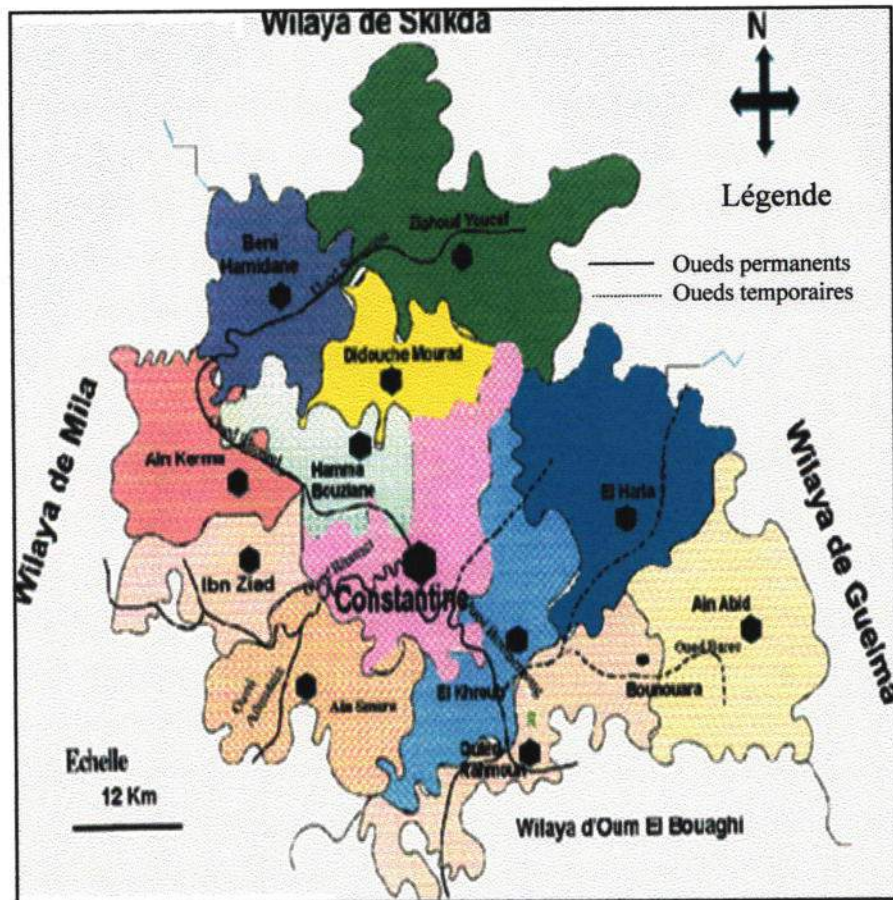 Wilaya de Skikda
N
Légende
Oueds permanents
Oueds temporaires
Zighoud Youcef
Beni
Hamidane
Didouche Mourad
Wilaya de Mila
Wilaya de Guelma
Ain Kerma
Hamma
Bouziane
El Haria
Ibn Ziad
Oued Rhumel
Constantine
Ain Abid
Oued
El Khroub
Bounouara
Ain Smara
Ouled
Rahmoun
Echelle
12 Km
Wilaya d'Oum El Bouaghi